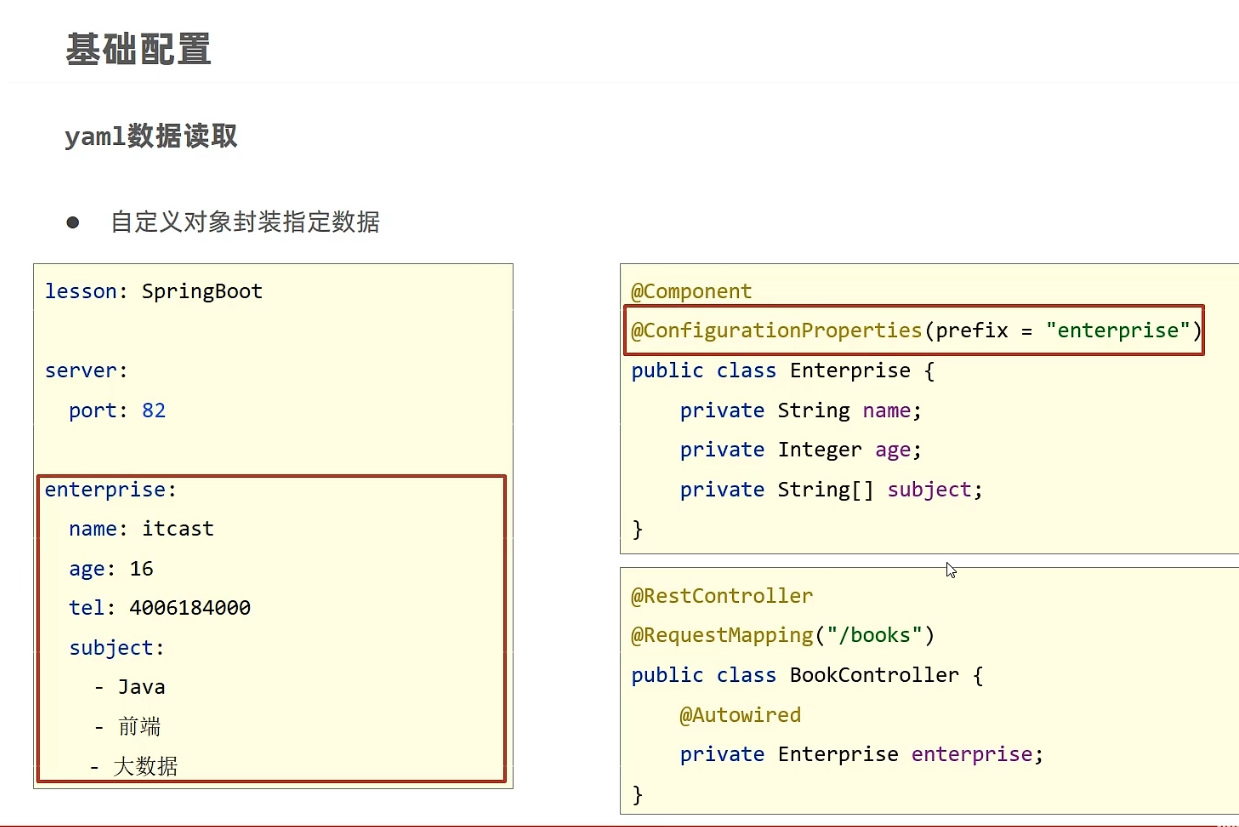 基础配置
yaml数据读取
● 自定义对象封装指定数据
lesson: SpringBoot
server:
  port: 82
enterprise:
  name: itcast
  age: 16
  tel: 4006184000
  subject:
    - Java
    - 前端
    - 大数据
@Component
@ConfigurationProperties(prefix = "enterprise")
public class Enterprise {
    private String name;
    private Integer age;
    private String[] subject;
}
@RestController
@RequestMapping("/books")
public class BookController {
    @Autowired
    private Enterprise enterprise;
}